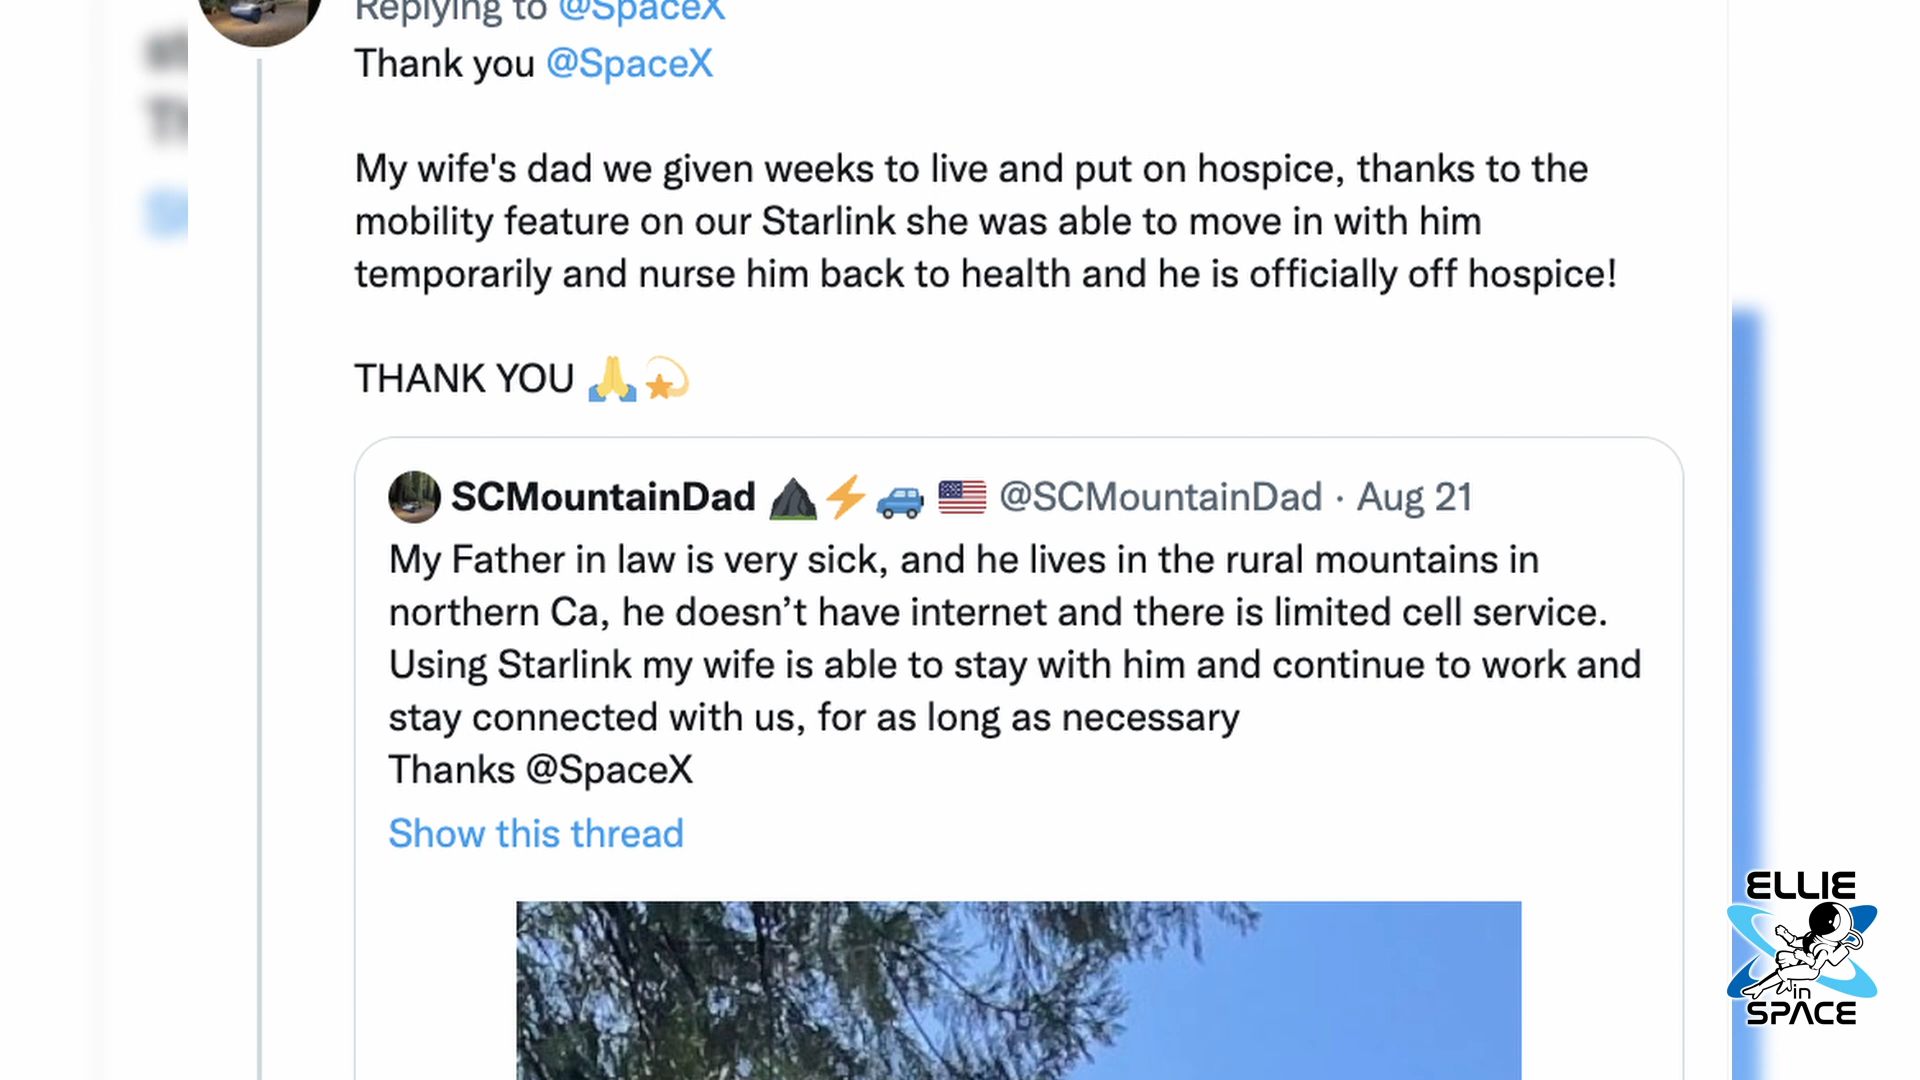 Replying to @SpaceX
Thank you @SpaceX
My wife's dad we given weeks to live and put on hospice, thanks to the
mobility feature on our Starlink she was able to move in with him
temporarily and nurse him back to health and he is officially off hospice!
THANK YOU 🙏💫
SCMountainDad ⛰️⚡🚙🇺🇸 @SCMountainDad · Aug 21
My Father in law is very sick, and he lives in the rural mountains in
northern Ca, he doesn’t have internet and there is limited cell service.
Using Starlink my wife is able to stay with him and continue to work and
stay connected with us, for as long as necessary
Thanks @SpaceX
Show this thread
ELLIE
in
SPACE